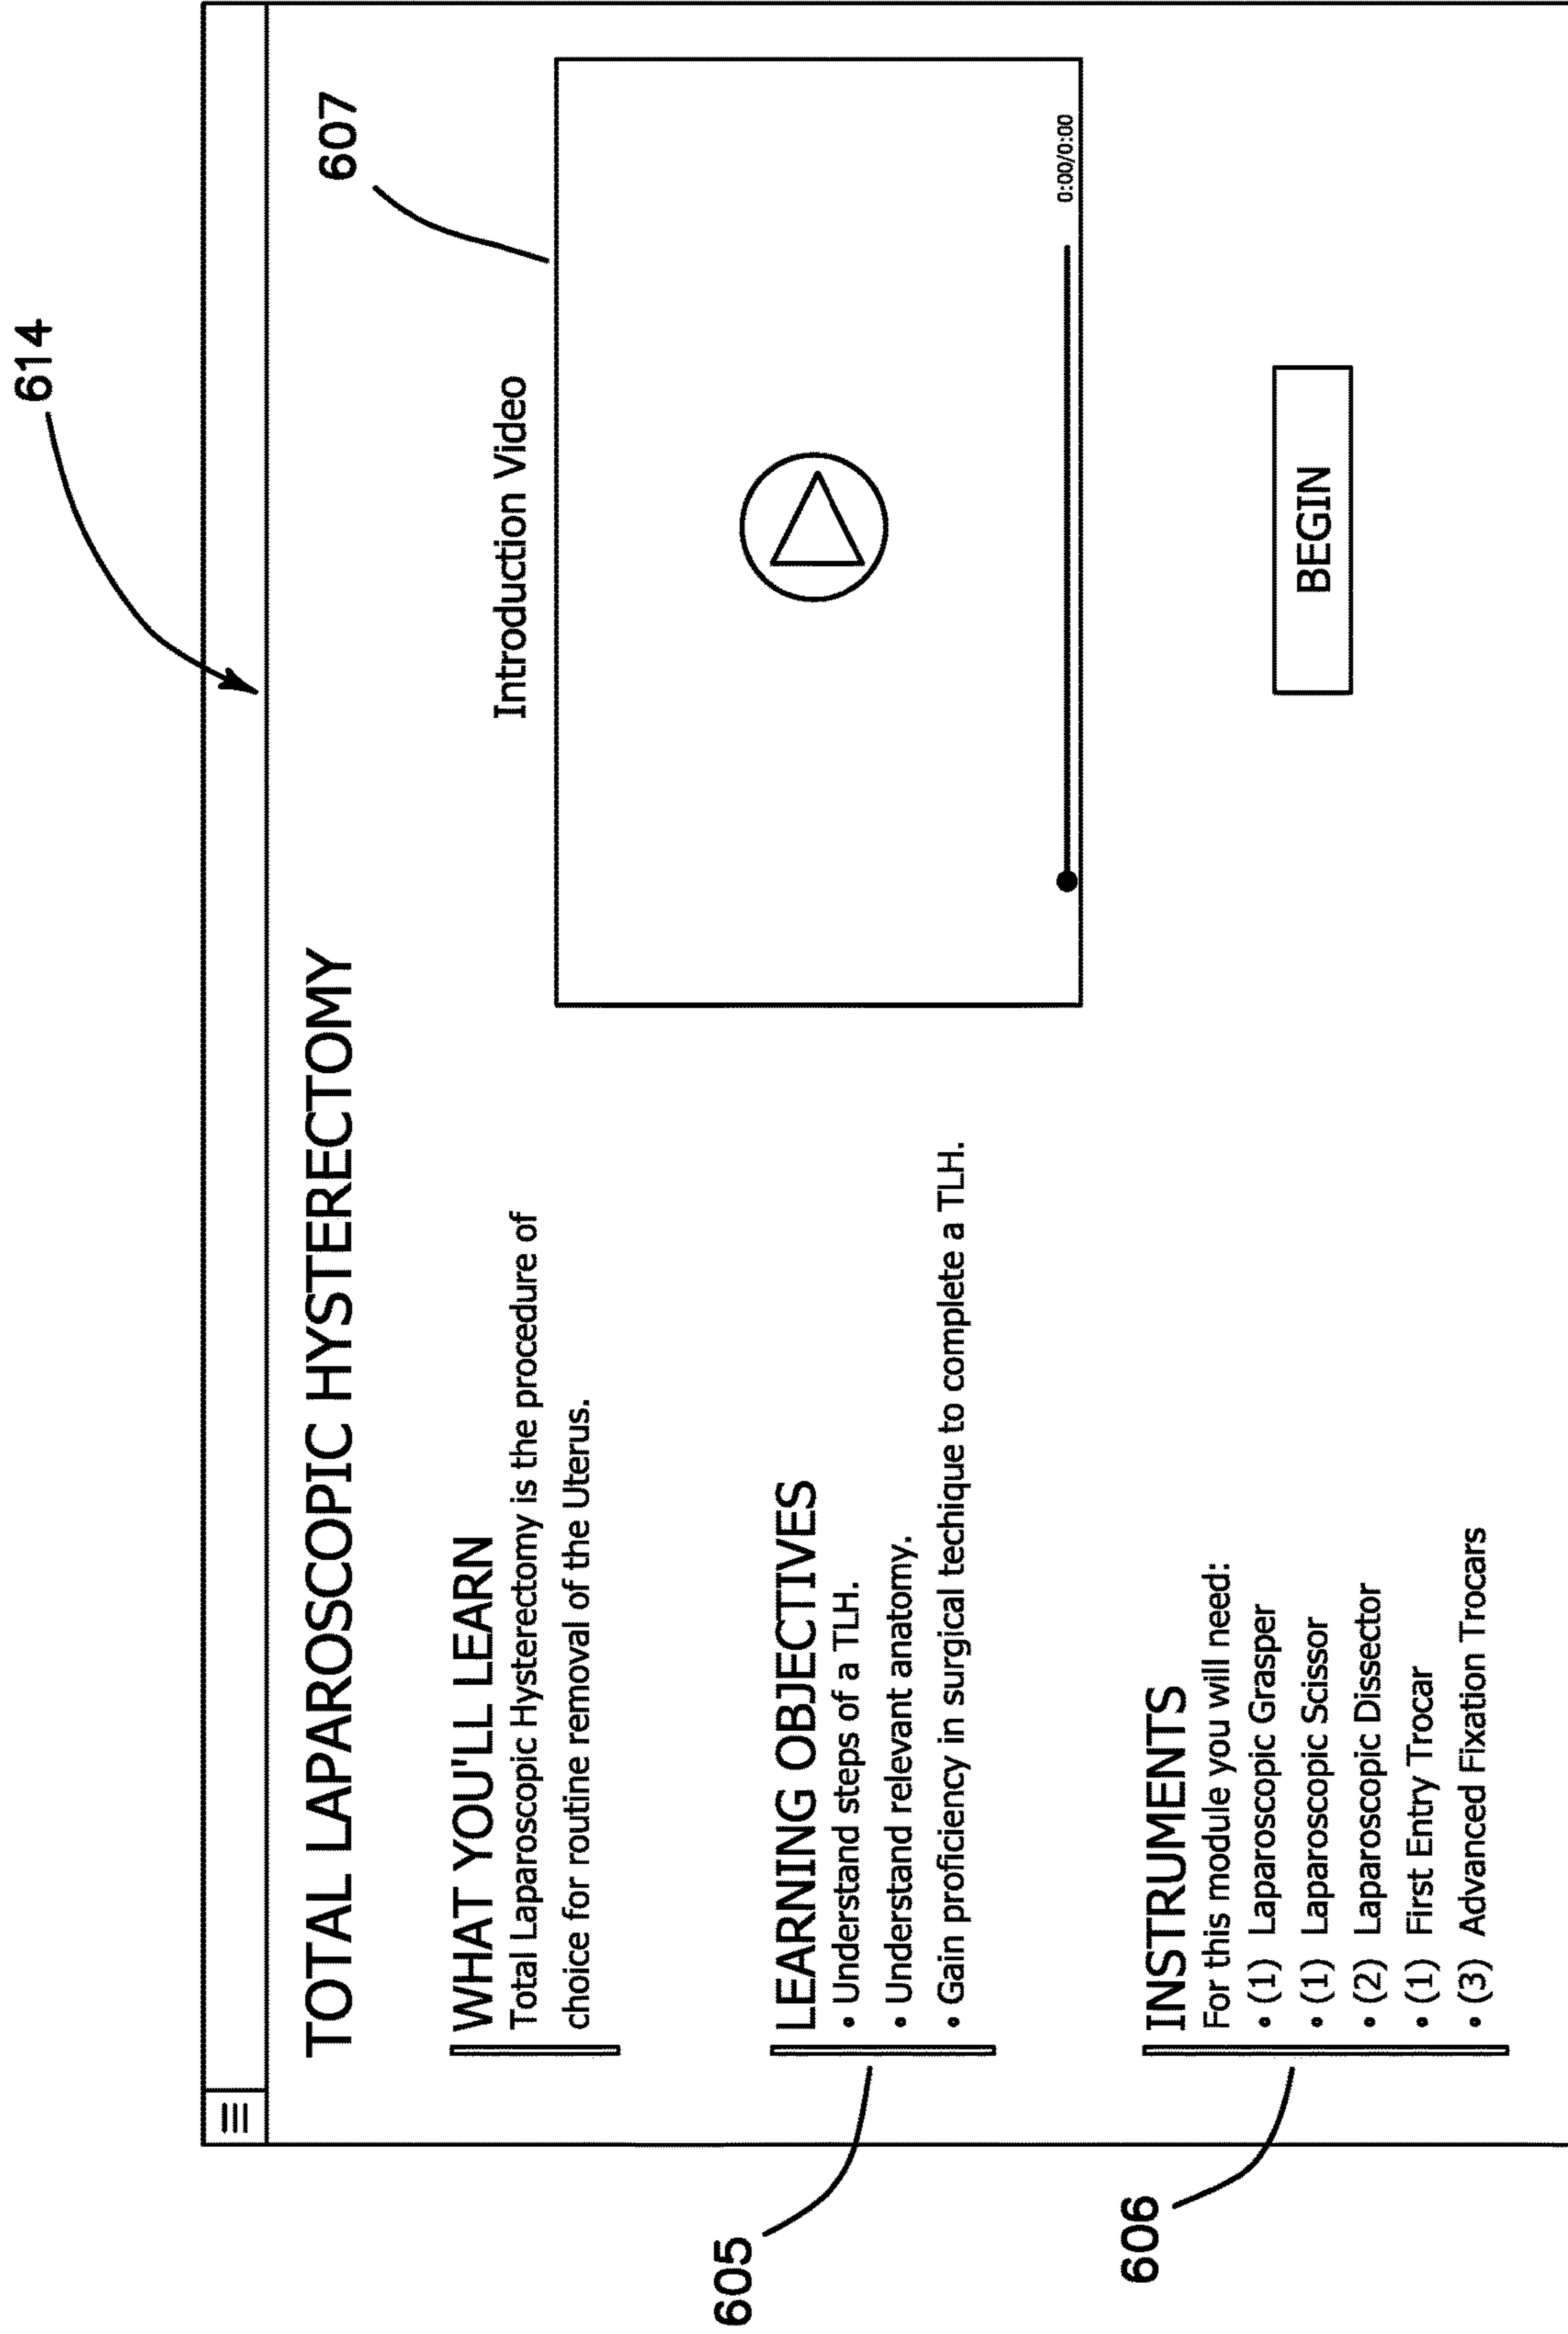 614
TOTAL LAPAROSCOPIC HYSTERECTOMY
607
WHAT YOU'LL LEARN
Total Laparoscopic Hysterectomy is the procedure of
choice for routine removal of the Uterus.
Introduction Video
0:00/0:00
605
LEARNING OBJECTIVES
• Understand steps of a TLH.
• Understand relevant anatomy.
• Gain proficiency in surgical techique to complete a TLH.
606
INSTRUMENTS
For this module you will need:
• (1) Laparoscopic Grasper
• (1) Laparoscopic Scissor
• (2) Laparoscopic Dissector
• (1) First Entry Trocar
• (3) Advanced Fixation Trocars
BEGIN